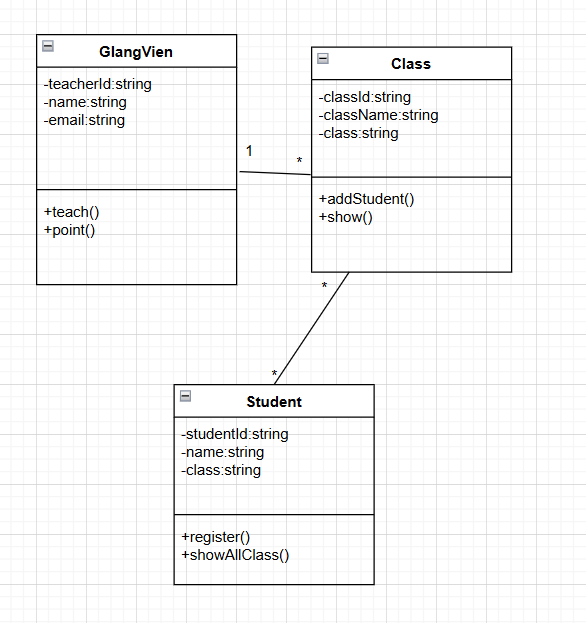 GlangVien
-teacherId:string
-name:string
-email:string
+teach()
+point()
1
*
Class
-classId:string
-className:string
-class:string
+addStudent()
+show()
*
*
Student
-studentId:string
-name:string
-class:string
+register()
+showAllClass()